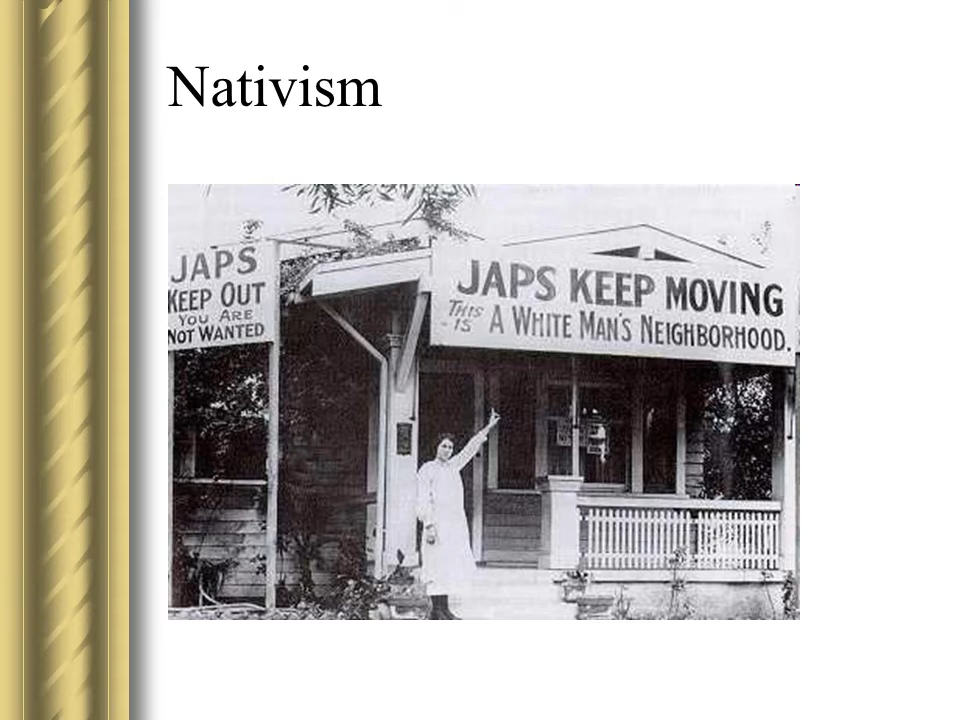 Nativism
JAPS
KEEP OUT
YOU ARE
NOT WANTED
JAPS KEEP MOVING
THIS IS A WHITE MAN'S NEIGHBORHOOD.